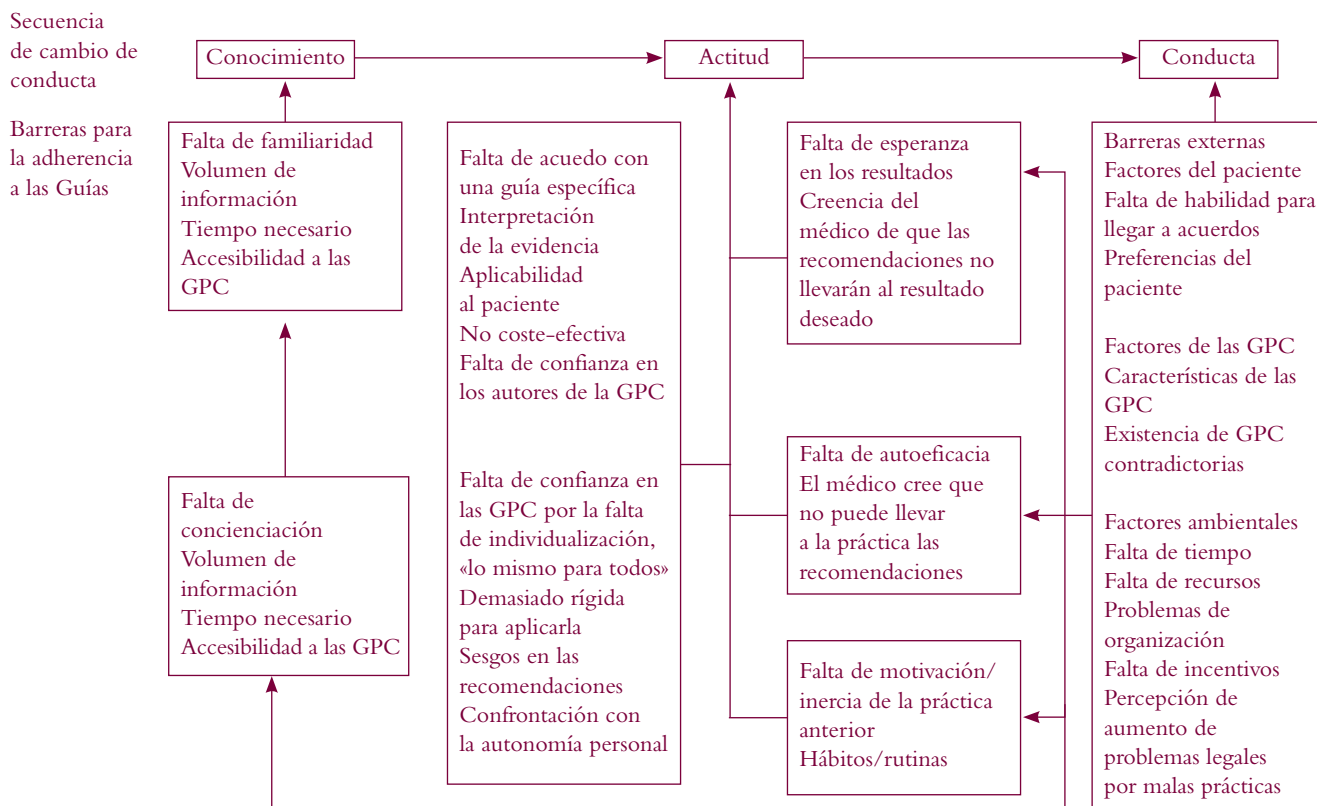 Secuencia
de cambio de
conducta
Conocimiento
Actitud
Conducta
Barreras para
la adherencia
a las Guías
Falta de familiaridad
Volumen de
información
Tiempo necesario
Accesibilidad a las
GPC
Falta de
concienciación
Volumen de
información
Tiempo necesario
Accesibilidad a las GPC
Falta de acuedo con
una guía específica
Interpretación
de la evidencia
Aplicabilidad
al paciente
No coste-efectiva
Falta de confianza en
los autores de la GPC
Falta de confianza en
las GPC por la falta
de individualización,
«lo mismo para todos»
Demasiado rígida
para aplicarla
Sesgos en las
recomendaciones
Confrontación con
la autonomía personal
Falta de esperanza
en los resultados
Creencia del
médico de que las
recomendaciones no
llevarán al resultado
deseado
Falta de autoeficacia
El médico cree que
no puede llevar
a la práctica las
recomendaciones
Falta de motivación/
inercia de la práctica
anterior
Hábitos/rutinas
Barreras externas
Factores del paciente
Falta de habilidad para
llegar a acuerdos
Preferencias del
paciente
Factores de las GPC
Características de las
GPC
Existencia de GPC
contradictorias
Factores ambientales
Falta de tiempo
Falta de recursos
Problemas de
organización
Falta de incentivos
Percepción de
aumento de
problemas legales
por malas prácticas